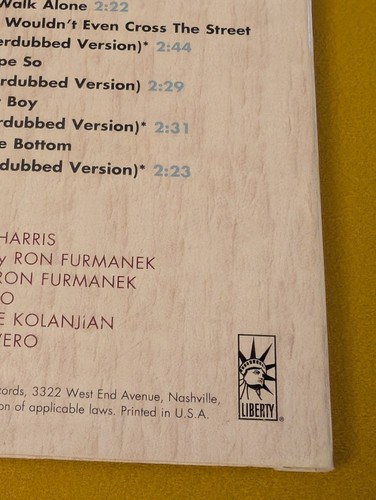 Walk Alone 2:22
Wouldn't Even Cross The Street
erdubbed Version)* 2:44
pe So
rdubbed Version) 2:29
Boy
rdubbed Version)* 2:31
e Bottom
rdubbed Version)* 2:23
HARRIS
y RON FURMANEK
RON FURMANEK
O
E KOLANJiAN
VERO
cords, 3322 West End Avenue, Nashville,
on of applicable laws. Printed in U.S.A.
LIBERTY ®